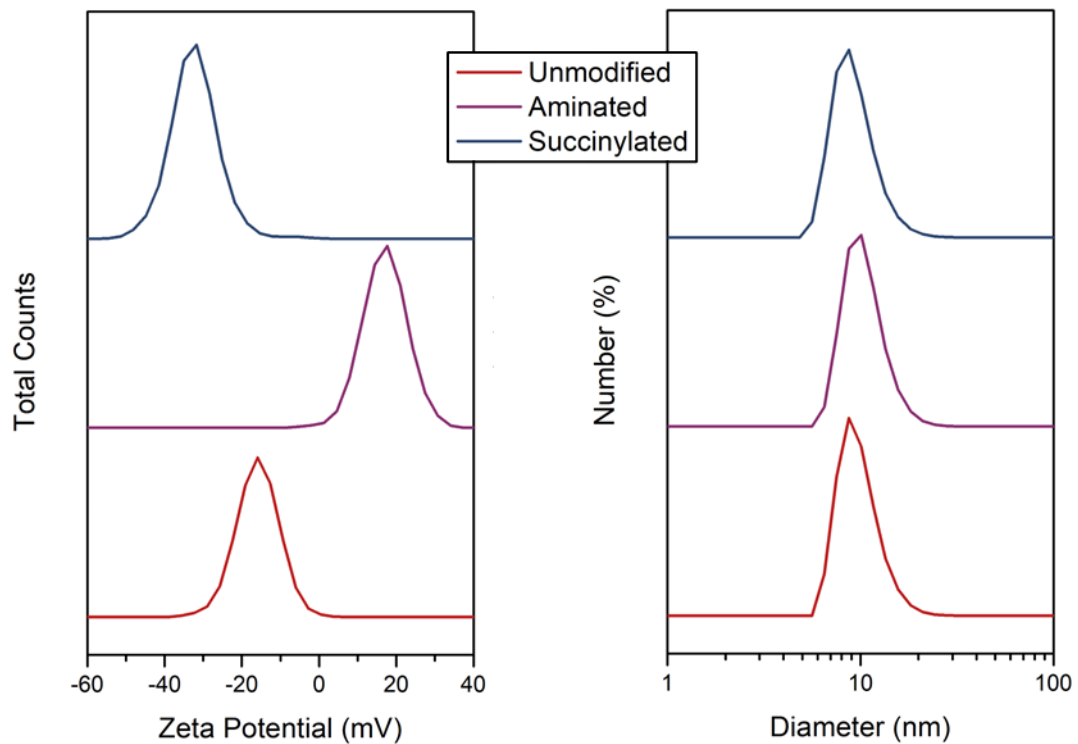 Unmodified
Aminated
Succinylated
Total Counts
-60 -40 -20 0 20 40
Zeta Potential (mV)
Number (%)
1 10 100
Diameter (nm)